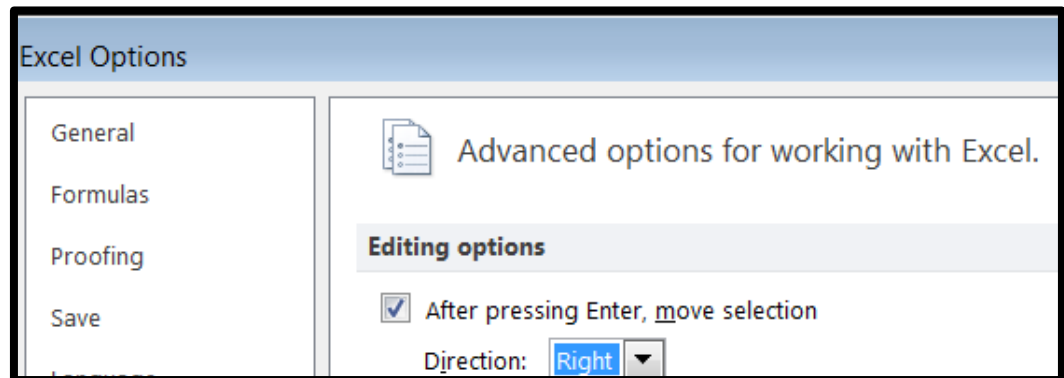 Excel Options
General
Formulas
Proofing
Save
Advanced options for working with Excel.
Editing options
After pressing Enter, move selection
Direction: Right